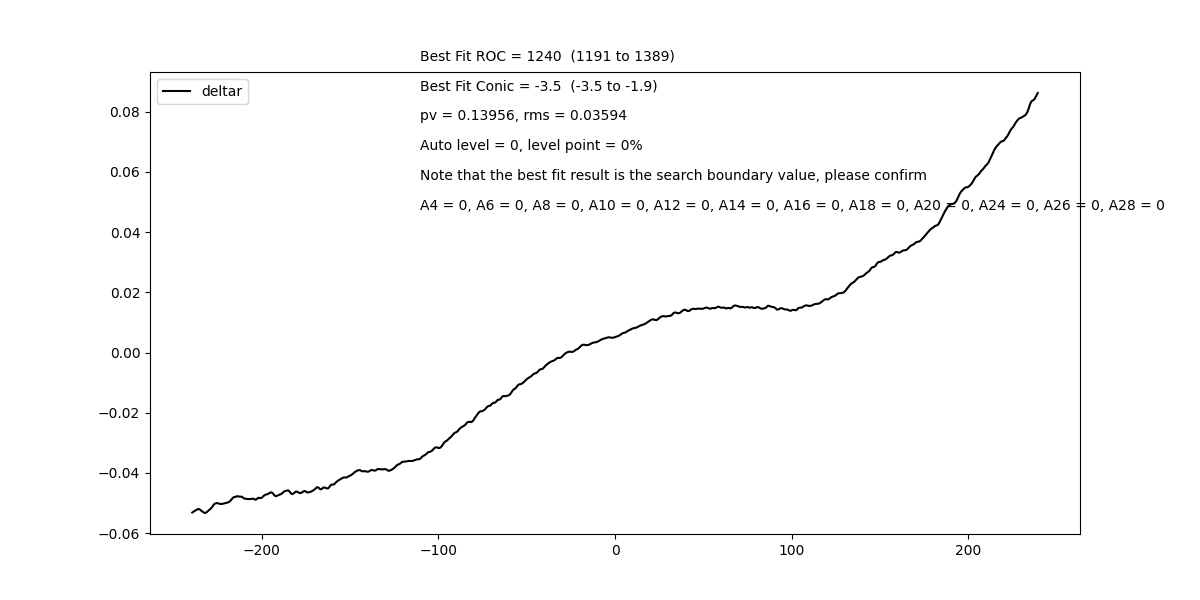 Best Fit ROC = 1240  (1191 to 1389)
deltar
Best Fit Conic = -3.5  (-3.5 to -1.9)
pv = 0.13956, rms = 0.03594
Auto level = 0, level point = 0%
Note that the best fit result is the search boundary value, please confirm
A4 = 0, A6 = 0, A8 = 0, A10 = 0, A12 = 0, A14 = 0, A16 = 0, A18 = 0, A20 = 0, A24 = 0, A26 = 0, A28 = 0
0.08
0.06
0.04
0.02
0.00
−0.02
−0.04
−0.06
−200
−100
0
100
200